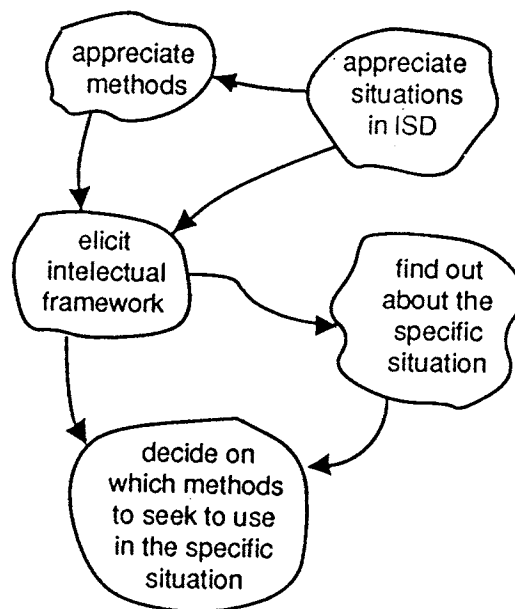 appreciate
methods
appreciate
situations
in ISD
elicit
intelectual
framework
find out
about the
specific
situation
decide on
which methods
to seek to use
in the specific
situation